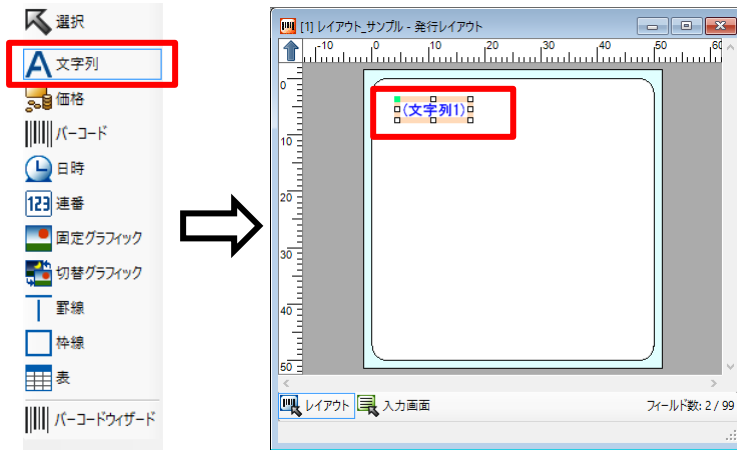 選択
文字列
価格
バーコード
日時
123 連番
固定グラフィック
切替グラフィック
罫線
枠線
表
バーコードウィザード
[1] レイアウト_サンプル - 発行レイアウト
-10 0 10 20 30 40 50 60
0
10
20
30
40
50
(文字列1)
レイアウト 入力画面 フィールド数: 2 / 99